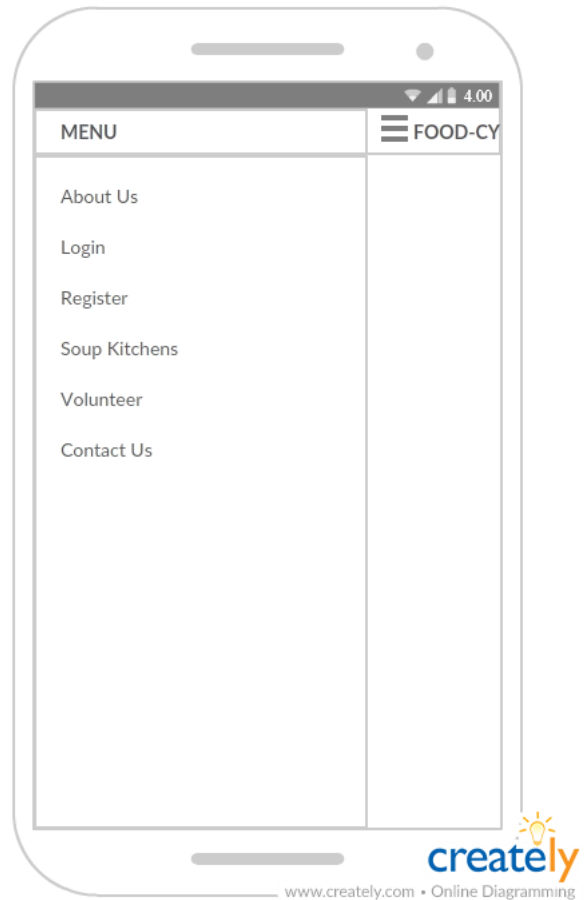 4.00
MENU
FOOD-CY
About Us
Login
Register
Soup Kitchens
Volunteer
Contact Us
creately
www.creately.com • Online Diagramming